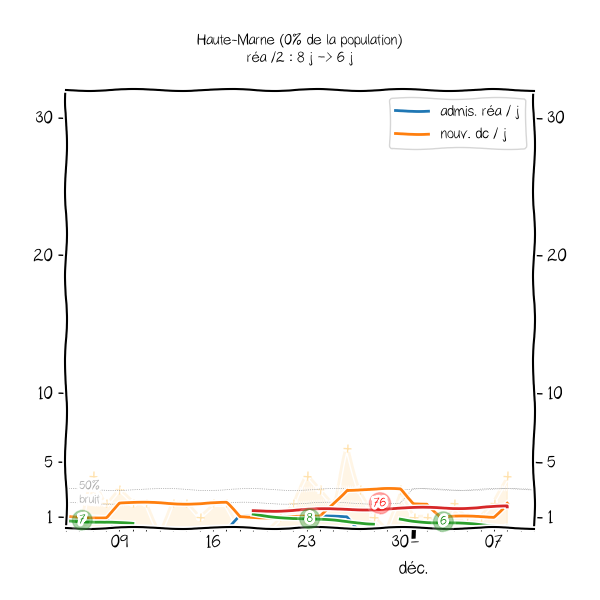 Haute-Marne (0% de la population)
réa /2 : 8 j -> 6 j
admis. réa / j
nouv. dc / j
30 30
20 20
10 10
5 5
50%
bruit
76
7 8 6
1 1
09 16 23 30 07
déc.